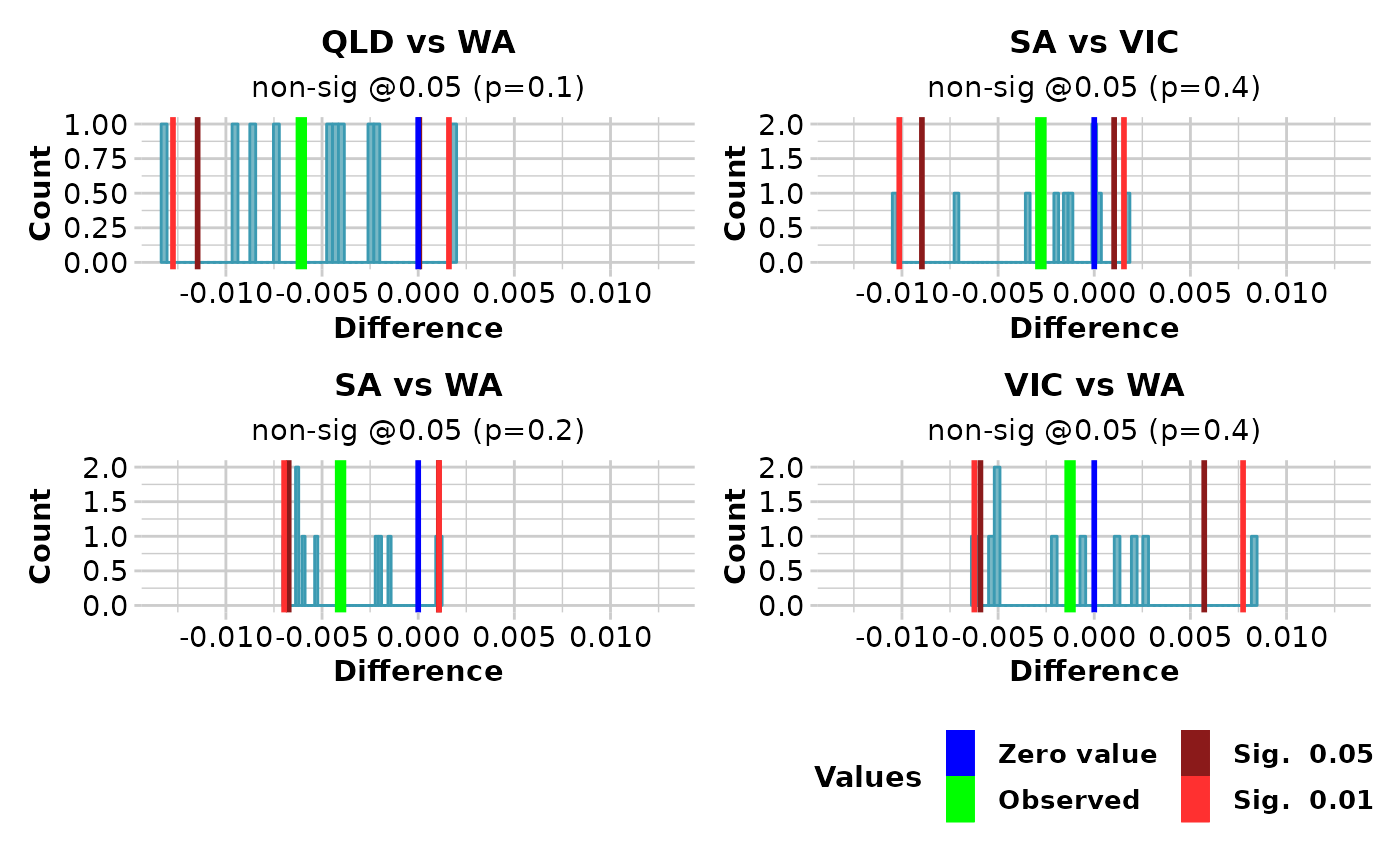 QLD vs WA
non-sig @0.05 (p=0.1)
Count
1.00
0.75
0.50
0.25
0.00
-0.010 -0.005 0.000 0.005 0.010
Difference
SA vs VIC
non-sig @0.05 (p=0.4)
Count
2.0
1.5
1.0
0.5
0.0
-0.010 -0.005 0.000 0.005 0.010
Difference
SA vs WA
non-sig @0.05 (p=0.2)
Count
2.0
1.5
1.0
0.5
0.0
-0.010 -0.005 0.000 0.005 0.010
Difference
VIC vs WA
non-sig @0.05 (p=0.4)
Count
2.0
1.5
1.0
0.5
0.0
-0.010 -0.005 0.000 0.005 0.010
Difference
Values
Zero value
Observed
Sig. 0.05
Sig. 0.01